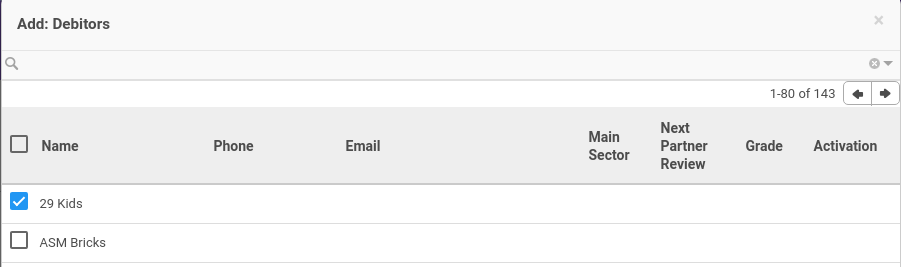 Add: Debitors
×
1-80 of 143
Name Phone Email Main Sector Next Partner Review Grade Activation
29 Kids
ASM Bricks